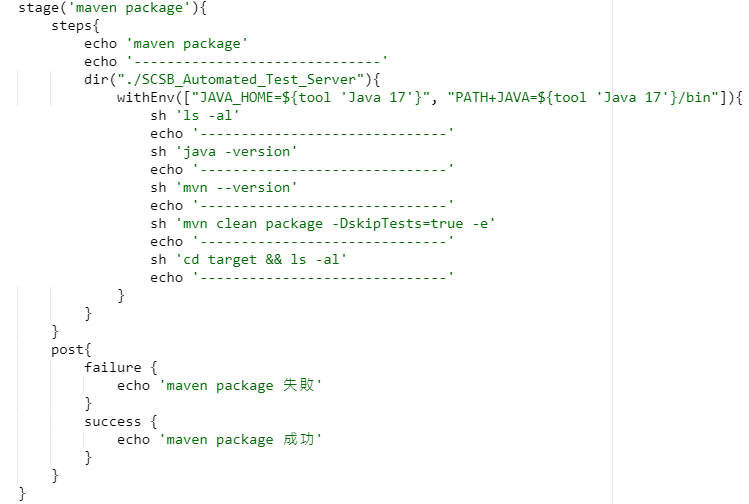 stage('maven package'){
    steps{
        echo 'maven package'
        echo '------------------------------'
        dir("./SCSB_Automated_Test_Server"){
            withEnv(["JAVA_HOME=${tool 'Java 17'}", "PATH+JAVA=${tool 'Java 17'}/bin"]){
                sh 'ls -al'
                echo '------------------------------'
                sh 'java -version'
                echo '------------------------------'
                sh 'mvn --version'
                echo '------------------------------'
                sh 'mvn clean package -DskipTests=true -e'
                echo '------------------------------'
                sh 'cd target && ls -al'
                echo '------------------------------'
            }
        }
    }
    post{
        failure {
            echo 'maven package 失敗'
        }
        success {
            echo 'maven package 成功'
        }
    }
}